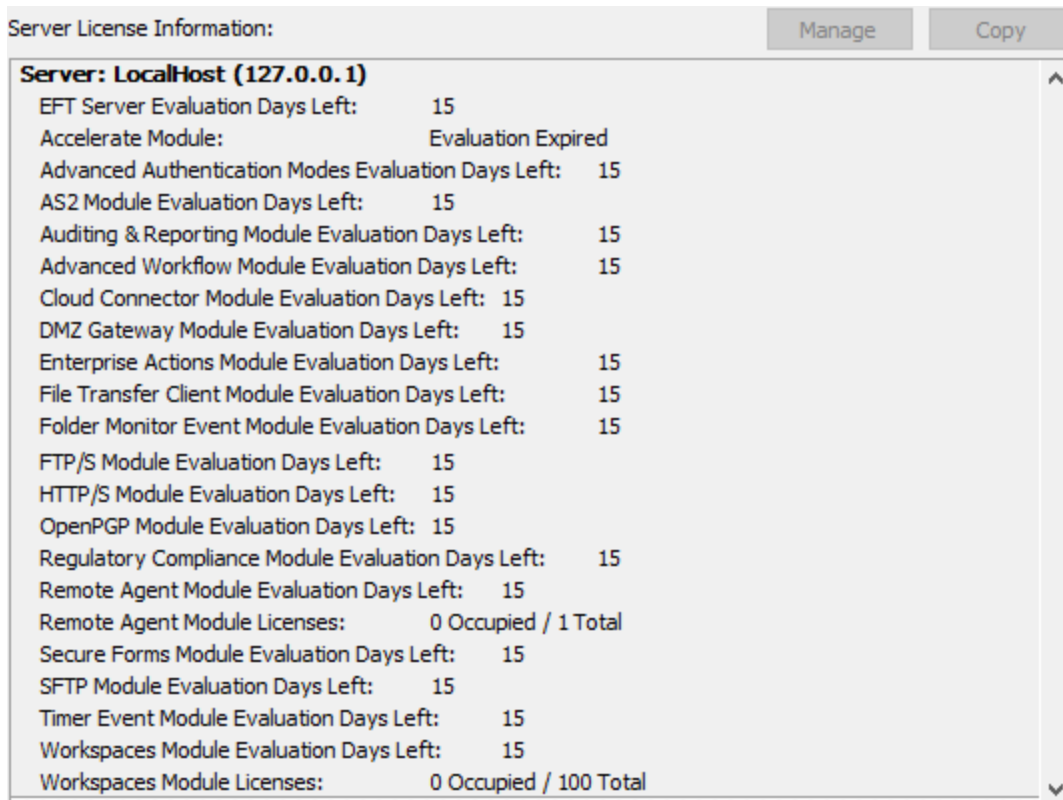 Server License Information:
Manage
Copy
Server: LocalHost (127.0.0.1)
EFT Server Evaluation Days Left: 15
Accelerate Module: Evaluation Expired
Advanced Authentication Modes Evaluation Days Left: 15
AS2 Module Evaluation Days Left: 15
Auditing & Reporting Module Evaluation Days Left: 15
Advanced Workflow Module Evaluation Days Left: 15
Cloud Connector Module Evaluation Days Left: 15
DMZ Gateway Module Evaluation Days Left: 15
Enterprise Actions Module Evaluation Days Left: 15
File Transfer Client Module Evaluation Days Left: 15
Folder Monitor Event Module Evaluation Days Left: 15
FTP/S Module Evaluation Days Left: 15
HTTP/S Module Evaluation Days Left: 15
OpenPGP Module Evaluation Days Left: 15
Regulatory Compliance Module Evaluation Days Left: 15
Remote Agent Module Evaluation Days Left: 15
Remote Agent Module Licenses: 0 Occupied / 1 Total
Secure Forms Module Evaluation Days Left: 15
SFTP Module Evaluation Days Left: 15
Timer Event Module Evaluation Days Left: 15
Workspaces Module Evaluation Days Left: 15
Workspaces Module Licenses: 0 Occupied / 100 Total